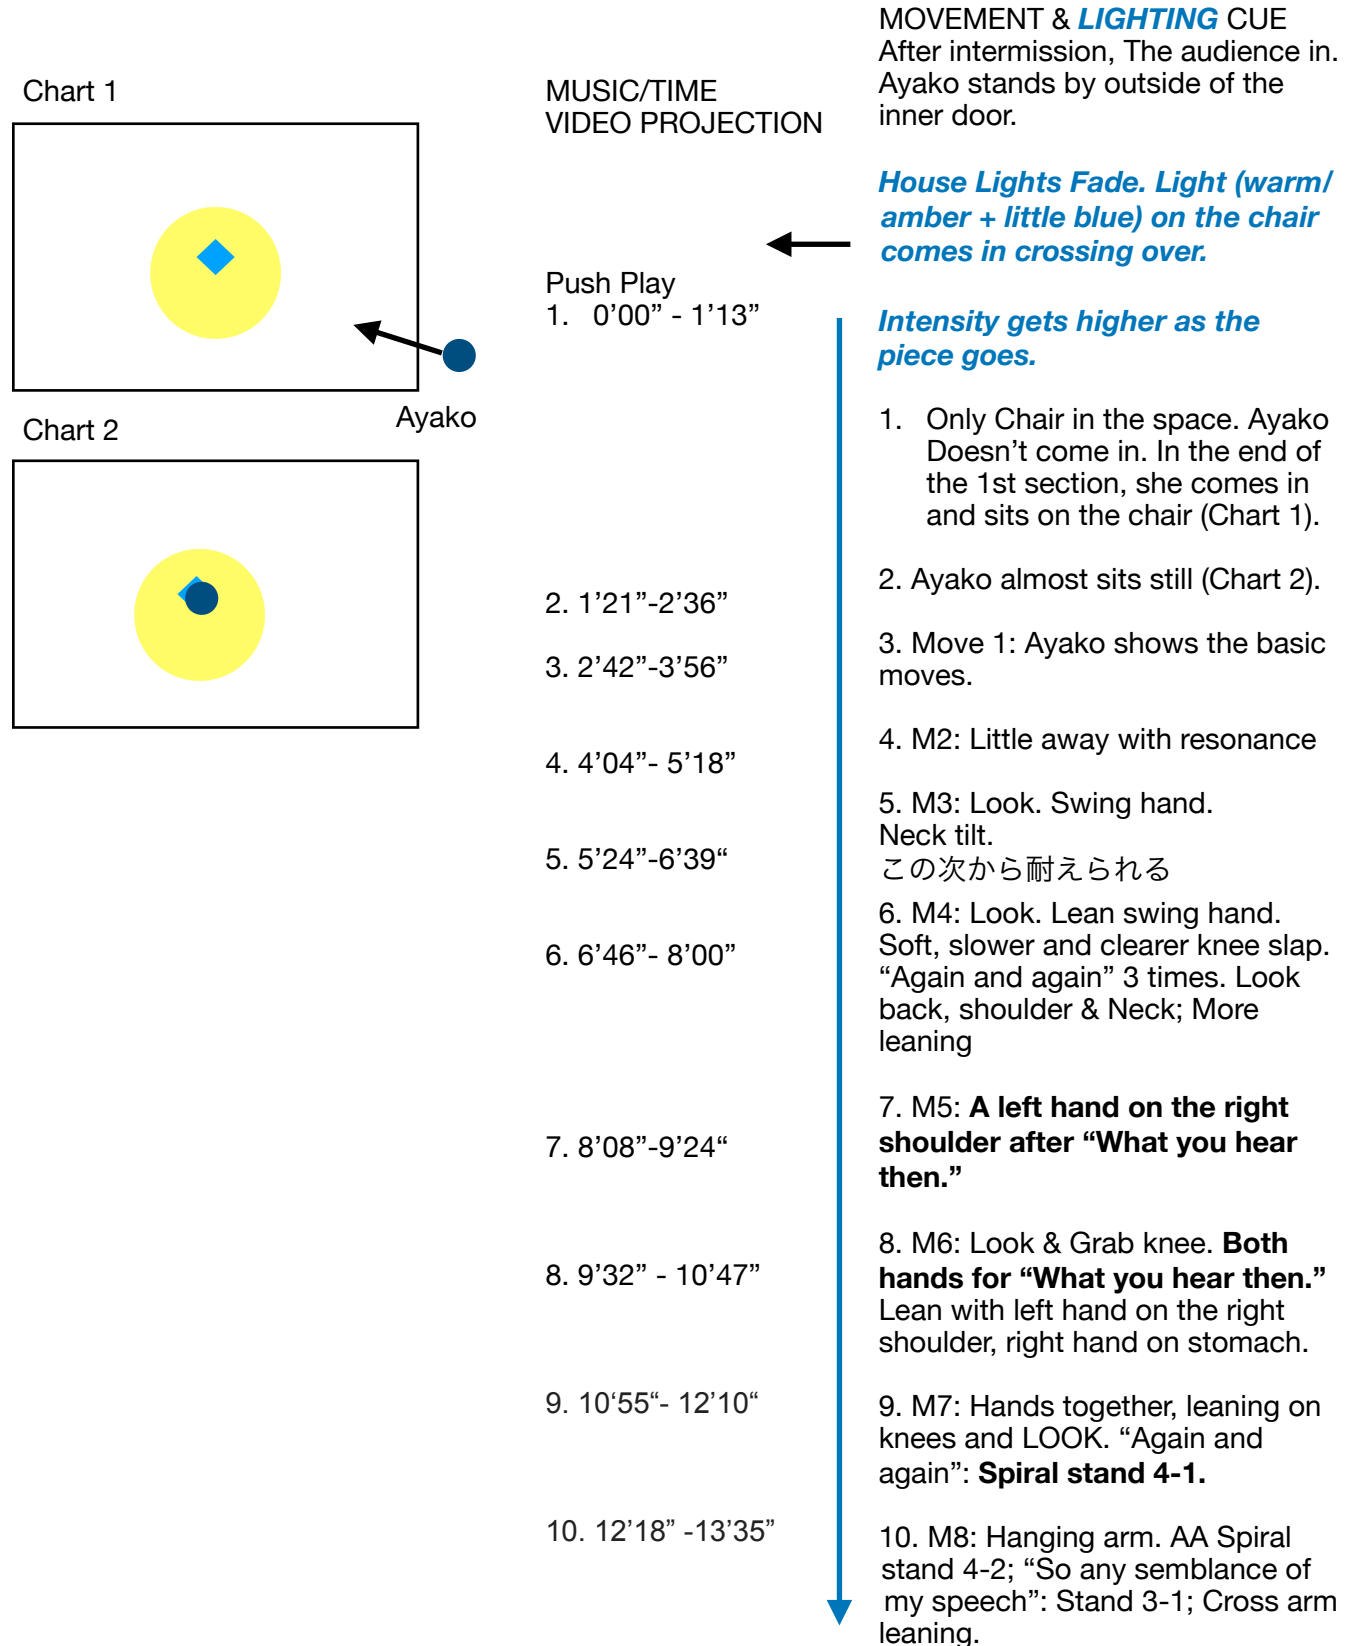 Chart 1
Ayako
Chart 2
MUSIC/TIME
VIDEO PROJECTION
Push Play
1. 0’00” - 1’13”
2. 1’21”-2’36”
3. 2’42”-3’56”
4. 4’04”- 5’18”
5. 5’24”-6’39“
6. 6’46”- 8’00”
7. 8’08”-9’24“
8. 9’32” - 10’47”
9. 10‘55“- 12’10“
10. 12’18” -13’35”
MOVEMENT & LIGHTING CUE
After intermission, The audience in.
Ayako stands by outside of the
inner door.
House Lights Fade. Light (warm/
amber + little blue) on the chair
comes in crossing over.
Intensity gets higher as the
piece goes.
1. Only Chair in the space. Ayako
Doesn’t come in. In the end of
the 1st section, she comes in
and sits on the chair (Chart 1).
2. Ayako almost sits still (Chart 2).
3. Move 1: Ayako shows the basic
moves.
4. M2: Little away with resonance
5. M3: Look. Swing hand.
Neck tilt.
この次から耐えられる
6. M4: Look. Lean swing hand.
Soft, slower and clearer knee slap.
“Again and again” 3 times. Look
back, shoulder & Neck; More
leaning
7. M5: A left hand on the right
shoulder after “What you hear
then.”
8. M6: Look & Grab knee. Both
hands for “What you hear then.”
Lean with left hand on the right
shoulder, right hand on stomach.
9. M7: Hands together, leaning on
knees and LOOK. “Again and
again”: Spiral stand 4-1.
10. M8: Hanging arm. AA Spiral
stand 4-2; “So any semblance of
my speech”: Stand 3-1; Cross arm
leaning.